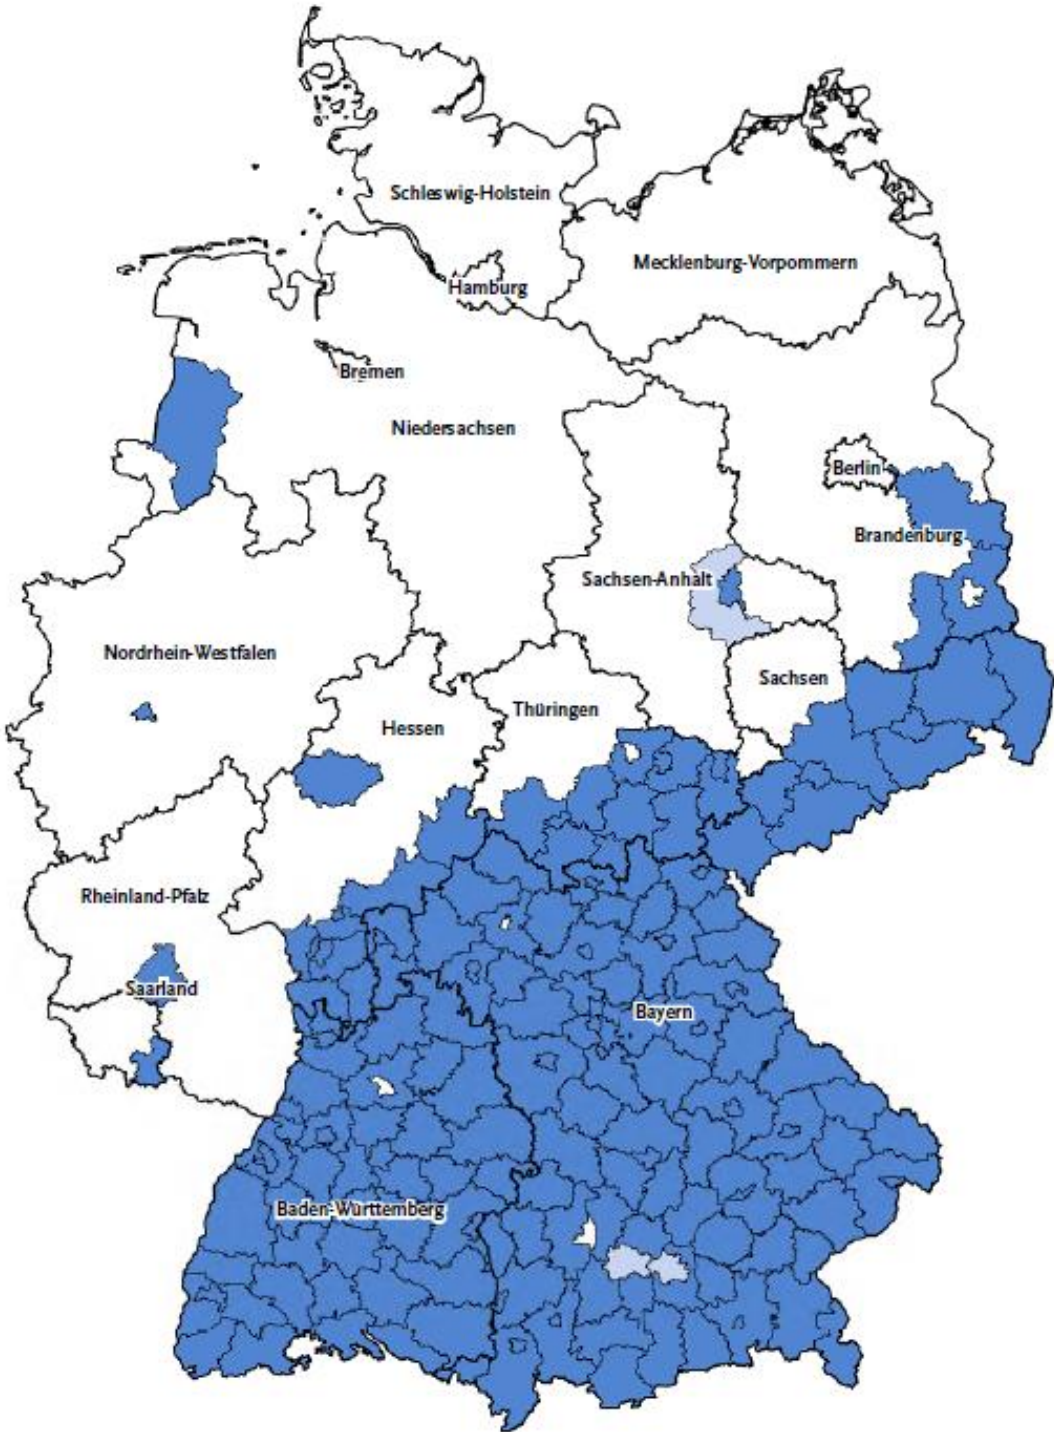 Schleswig-Holstein
Mecklenburg-Vorpommern
Hamburg
Bremen
Niedersachsen
Berlin
Brandenburg
Sachsen-Anhalt
Nordrhein-Westfalen
Sachsen
Thüringen
Hessen
Rheinland-Pfalz
Saarland
Bayern
Baden-Württemberg